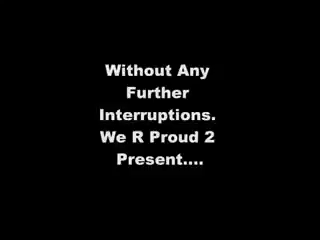 Without Any
Further
Interruptions.
We R Proud 2
Present....